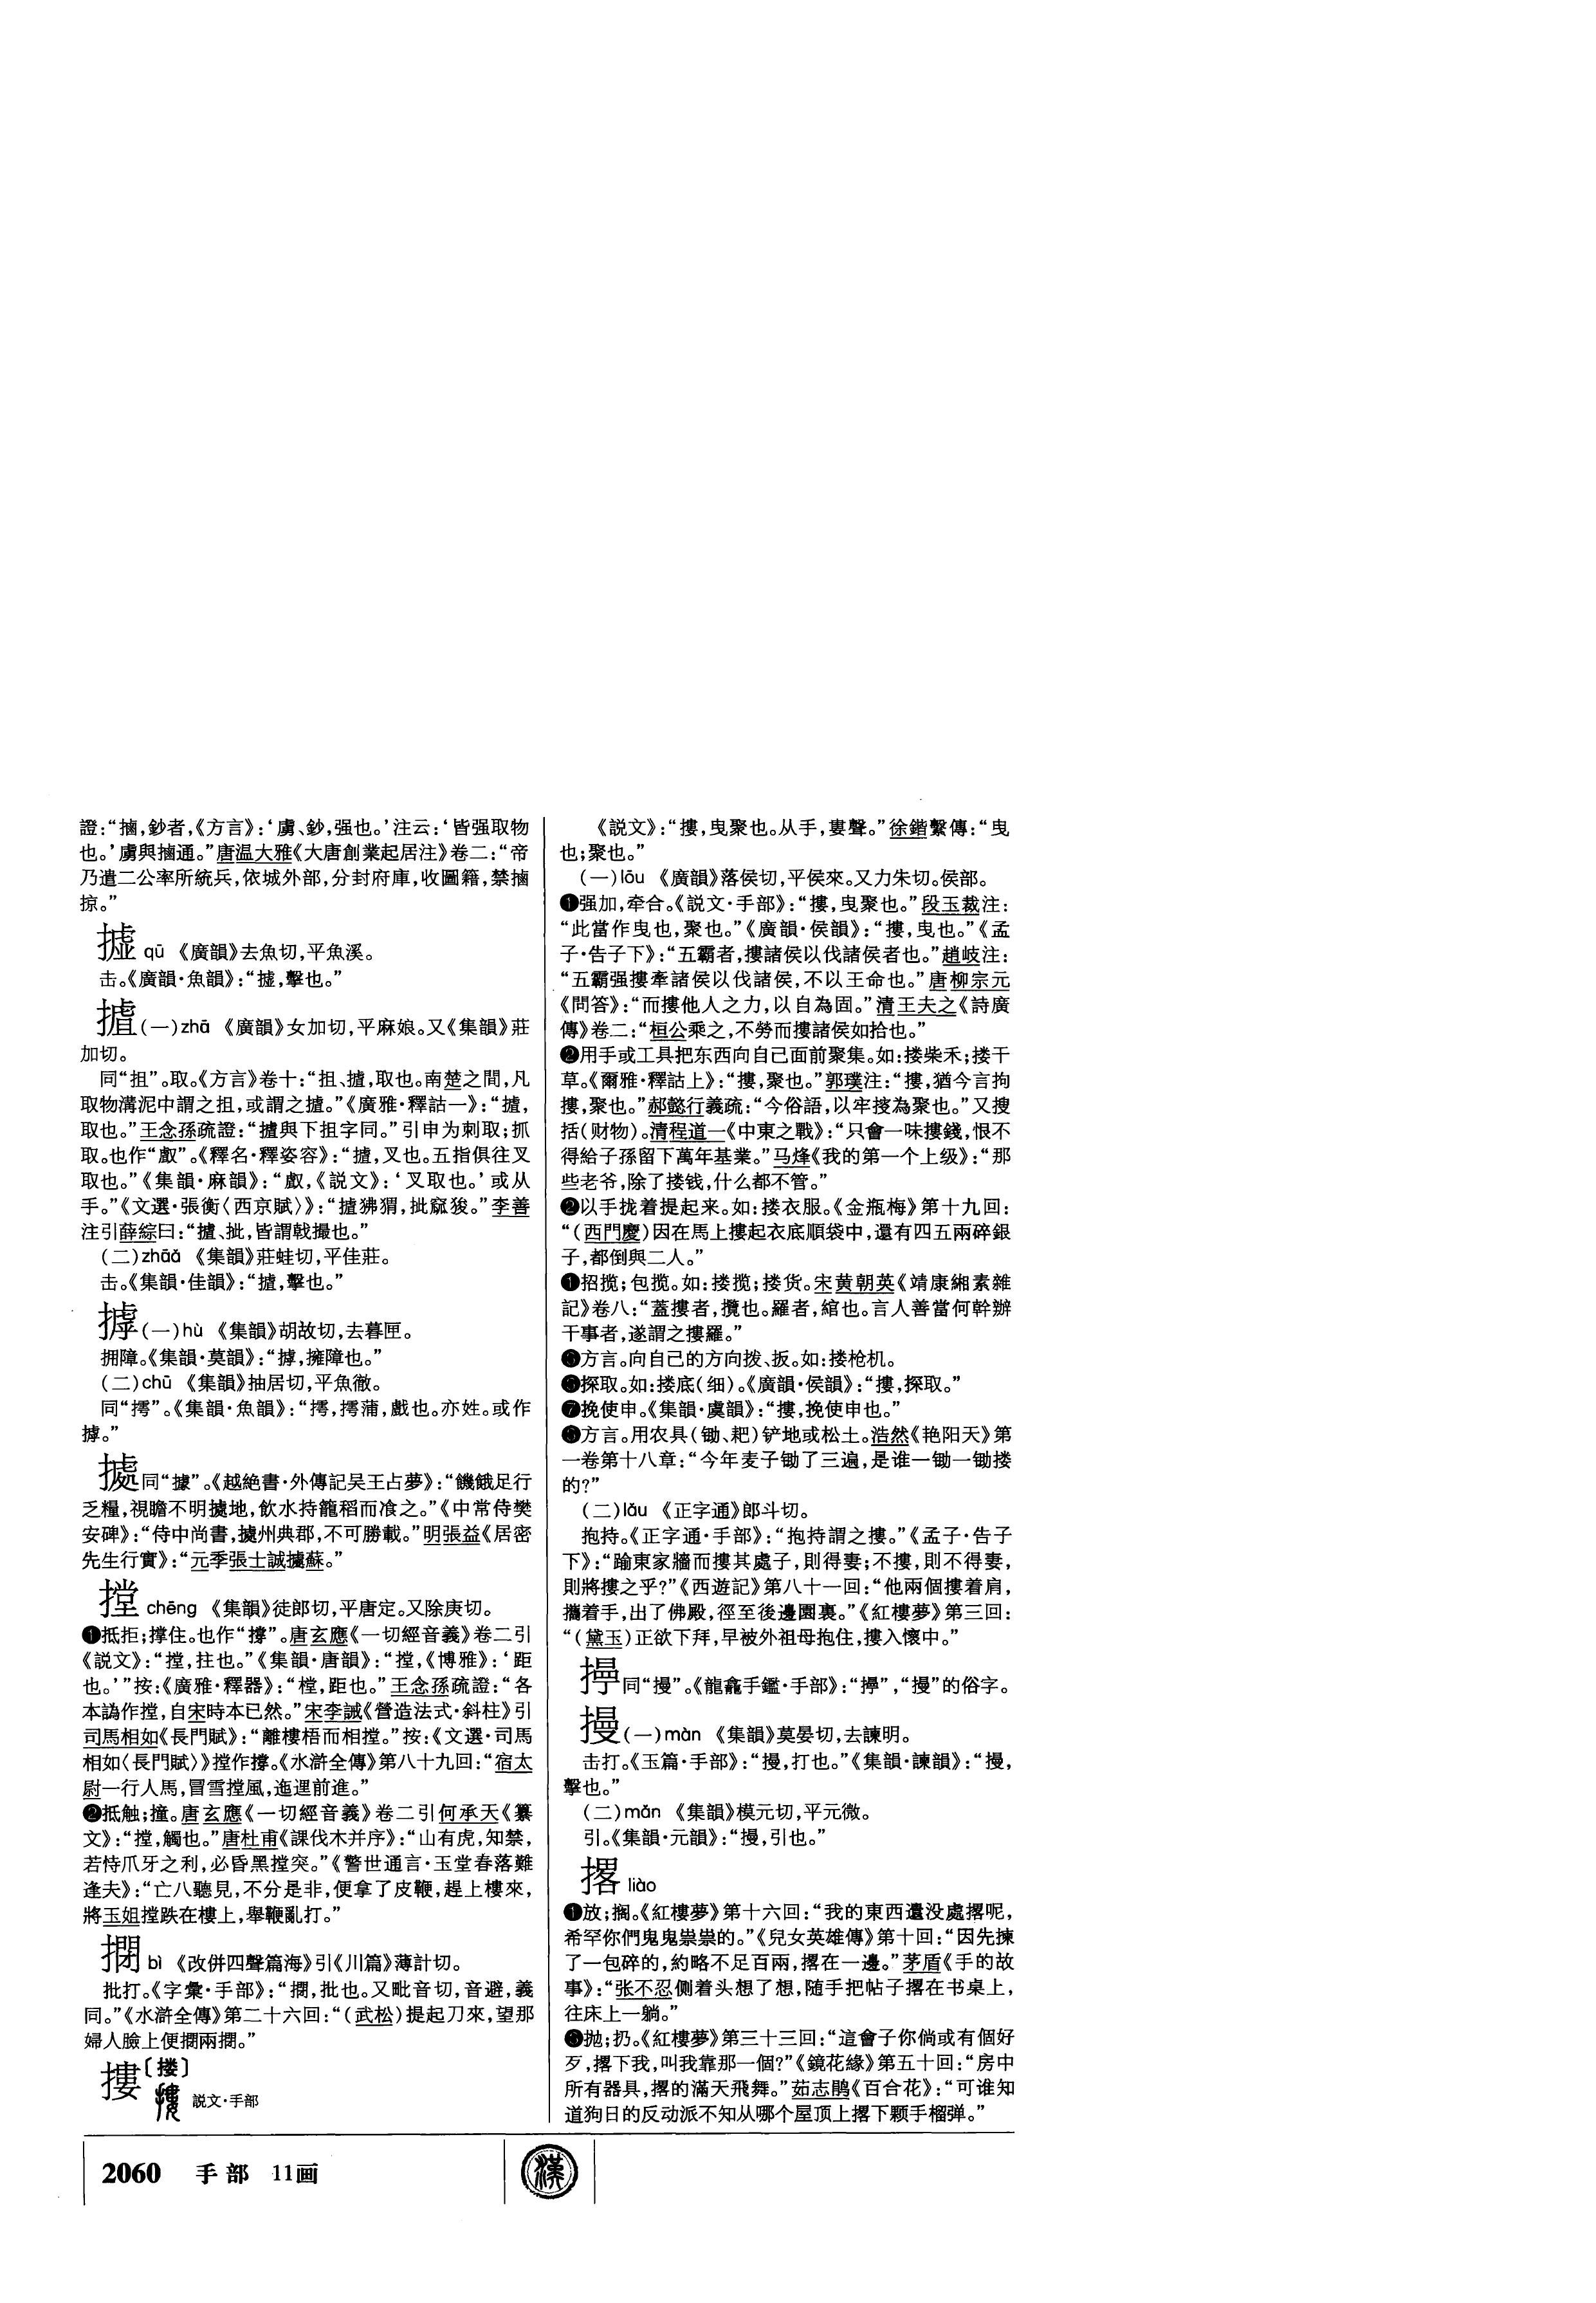 證：“擄，鈔者，《方言》：‘虜、鈔，强也。’注云：‘皆强取物
也。’虜與擄通。”唐温大雅《大唐創業起居注》卷二：“帝
乃遣二公率所統兵，依城外部，分封府庫，收圖籍，禁擄
掠。”
qū 《廣韻》去魚切，平魚溪。
击。《廣韻·魚韻》：“㨹，擊也。”
摣(一)zhā 《廣韻》女加切，平麻娘。又《集韻》莊
加切。
同“抯”。取。《方言》卷十：“抯、摣，取也。南楚之間，凡
取物溝泥中謂之抯，或謂之摣。”《廣雅·釋詁一》：“摣，
取也。”王念孫疏證：“摣與下抯字同。”引申为刺取；抓
取。也作“㪥”。《釋名·釋姿容》：“摣，叉也。五指俱往叉
取也。”《集韻·麻韻》：“㪥，《説文》：‘叉取也。’或从
手。”《文選·張衡〈西京賦〉》：“摣狒猬，批窳狻。”李善
注引薛綜曰：“摣、批，皆謂戟撮也。”
(二)zhāă 《集韻》莊蛙切，平佳莊。
击。《集韻·佳韻》：“摣，擊也。”
(一)hù 《集韻》胡故切，去暮匣。
拥障。《集韻·莫韻》：“摢，擁障也。”
(二)chū 《集韻》抽居切，平魚徹。
同“摴”。《集韻·魚韻》：“摴，摴蒲，戲也。亦姓。或作
摢。”
㨿同“據”。《越絶書·外傳記吴王占夢》：“饑餓足行
乏糧，視瞻不明㨿地，飲水持籠稻而飡之。”《中常侍樊
安碑》：“侍中尚書，㨿州典郡，不可勝載。”明張益《居密
先生行實》：“元季張士誠㨿蘇。”
摚 chēng 《集韻》徒郎切，平唐定。又除庚切。
❶抵拒；撑住。也作“撐”。唐玄應《一切經音義》卷二引
《説文》：“摚，拄也。”《集韻·唐韻》：“摚，《博雅》：‘距
也。’”按：《廣雅·釋器》：“樘，距也。”王念孫疏證：“各
本譌作摚，自宋時本已然。”宋李誡《營造法式·斜柱》引
司馬相如《長門賦》：“離樓梧而相摚。”按：《文選·司馬
相如〈長門賦〉》摚作撐。《水滸全傳》第八十九回：“宿太
尉一行人馬，冒雪摚風，迤逕前進。”
❷抵触；撞。唐玄應《一切經音義》卷二引何承天《纂
文》：“摚，觸也。”唐杜甫《課伐木并序》：“山有虎，知禁，
若恃爪牙之利，必昏黑摚突。”《警世通言·玉堂春落難
逢夫》：“亡八聽見，不分是非，便拿了皮鞭，趕上樓來，
將玉姐摚跌在樓上，舉鞭亂打。”
bì 《改併四聲篇海》引《川篇》薄計切。
批打。《字彙·手部》：“㨽，批也。又毗音切，音避，義
同。”《水滸全傳》第二十六回：“(武松)提起刀來，望那
婦人臉上便㨽兩㨽。”
摟〔搂〕
説文·手部
《説文》：“摟，曳聚也。从手，婁聲。”徐鍇繫傳：“曳
也；聚也。”
(一)lōu 《廣韻》落侯切，平侯來。又力朱切。侯部。
❶强加，牵合。《説文·手部》：“摟，曳聚也。”段玉裁注：
“此當作曳也，聚也。”《廣韻·侯韻》：“摟，曳也。”《孟
子·告子下》：“五霸者，摟諸侯以伐諸侯者也。”趙岐注：
“五霸强摟牽諸侯以伐諸侯，不以王命也。”唐柳宗元
《問答》：“而摟他人之力，以自為固。”清王夫之《詩廣
傳》卷二：“桓公乘之，不勞而摟諸侯如拾也。”
❷用手或工具把东西向自己面前聚集。如：搂柴禾；搂干
草。《爾雅·釋詁上》：“摟，聚也。”郭璞注：“摟，猶今言拘
摟，聚也。”郝懿行義疏：“今俗語，以牢捘為聚也。”又搜
括(财物)。清程道一《中東之戰》：“只會一味摟錢，恨不
得給子孫留下萬年基業。”马烽《我的第一个上级》：“那
些老爷，除了搂钱，什么都不管。”
❷以手拢着提起来。如：搂衣服。《金瓶梅》第十九回：
“(西門慶)因在馬上摟起衣底順袋中，還有四五兩碎銀
子，都倒與二人。”
❶招揽；包揽。如：搂揽；搂货。宋黄朝英《靖康緗素雜
記》卷八：“蓋摟者，攬也。羅者，綰也。言人善當何幹辦
干事者，遂謂之摟羅。”
方言。向自已的方向拨、扳。如：搂枪机。
探取。如：搂底(细)。《廣韻·侯韻》：“摟，探取。”
❼挽使申。《集韻·虞韻》：“摟，挽使申也。”
方言。用农具(锄、耙)铲地或松土。浩然《艳阳天》第
一卷第十八章：“今年麦子锄了三遍，是谁一锄一锄搂
的？”
(二)lǎu 《正字通》郎斗切。
抱持。《正字通·手部》：“抱持謂之摟。”《孟子·告子
下》：“踰東家牆而摟其處子，則得妻；不摟，則不得妻，
則將摟之乎？”《西遊記》第八十一回：“他兩個摟着肩，
攜着手，出了佛殿，徑至後邊園裏。”《紅樓夢》第三回：
“(黛玉)正欲下拜，早被外祖母抱住，摟入懷中。”
同“摱”。《龍龕手鑑·手部》：“㨘”，“摱”的俗字。
摱(一)màn 《集韻》莫晏切，去諫明。
击打。《玉篇·手部》：“摱，打也。”《集韻·諫韻》：“摱，
擊也。”
(二)mǎn 《集韻》模元切，平元微。
引。《集韻·元韻》：“摱，引也。”
撂 liào
❶放；搁。《紅樓夢》第十六回：“我的東西還没處撂呢，
希罕你們鬼鬼祟祟的。”《兒女英雄傳》第十回：“因先揀
了一包碎的，約略不足百兩，撂在一邊。”茅盾《手的故
事》：“张不忍侧着头想了想，随手把帖子撂在书桌上，
往床上一躺。”
抛；扔。《紅樓夢》第三十三回：“這會子你倘或有個好
歹，撂下我，叫我靠那一個？”《鏡花緣》第五十回：“房中
所有器具，撂的滿天飛舞。”茹志鹃《百合花》：“可谁知
道狗日的反动派不知从哪个屋顶上撂下颗手榴弹。”
2060 手部 11画
漢